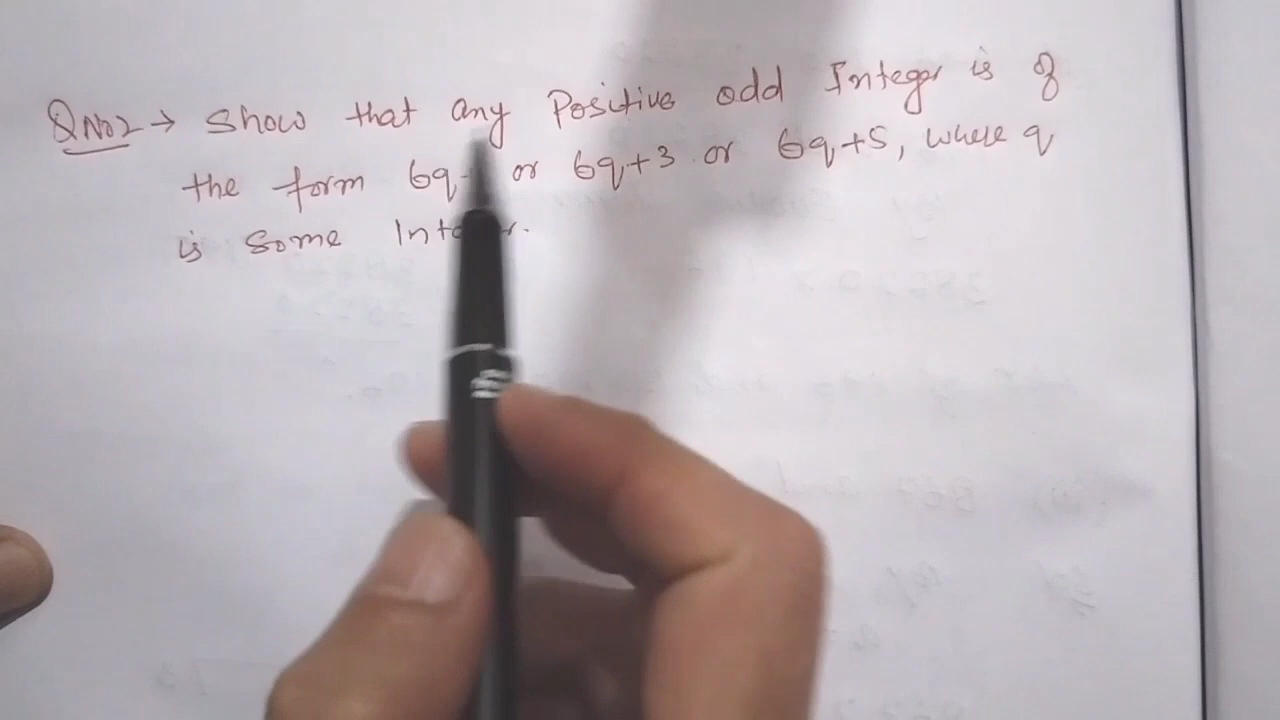 QNo2→ Show that any Positive odd Integer is of
the form 6q or 6q+3 or 6q+5, where q
is some